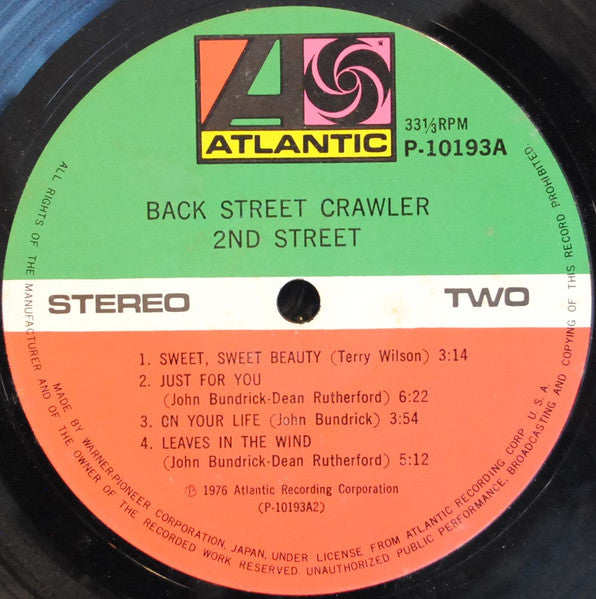 ATLANTIC
33⅓RPM
P-10193A
BACK STREET CRAWLER
2ND STREET
STEREO
TWO
1. SWEET, SWEET BEAUTY (Terry Wilson) 3:14
2. JUST FOR YOU
(John Bundrick-Dean Rutherford) 6:22
3. ON YOUR LIFE (John Bundrick) 3:54
4. LEAVES IN THE WIND
(John Bundrick-Dean Rutherford) 5:12
℗ 1976 Atlantic Recording Corporation
(P-10193A2)
MADE BY WARNER-PIONEER CORPORATION, JAPAN, UNDER LICENSE FROM ATLANTIC RECORDING CORP. U.S.A.
ALL RIGHTS OF THE MANUFACTURER AND OF THE OWNER OF THE RECORDED WORK RESERVED. UNAUTHORIZED PUBLIC PERFORMANCE, BROADCASTING AND COPYING OF THIS RECORD PROHIBITED.